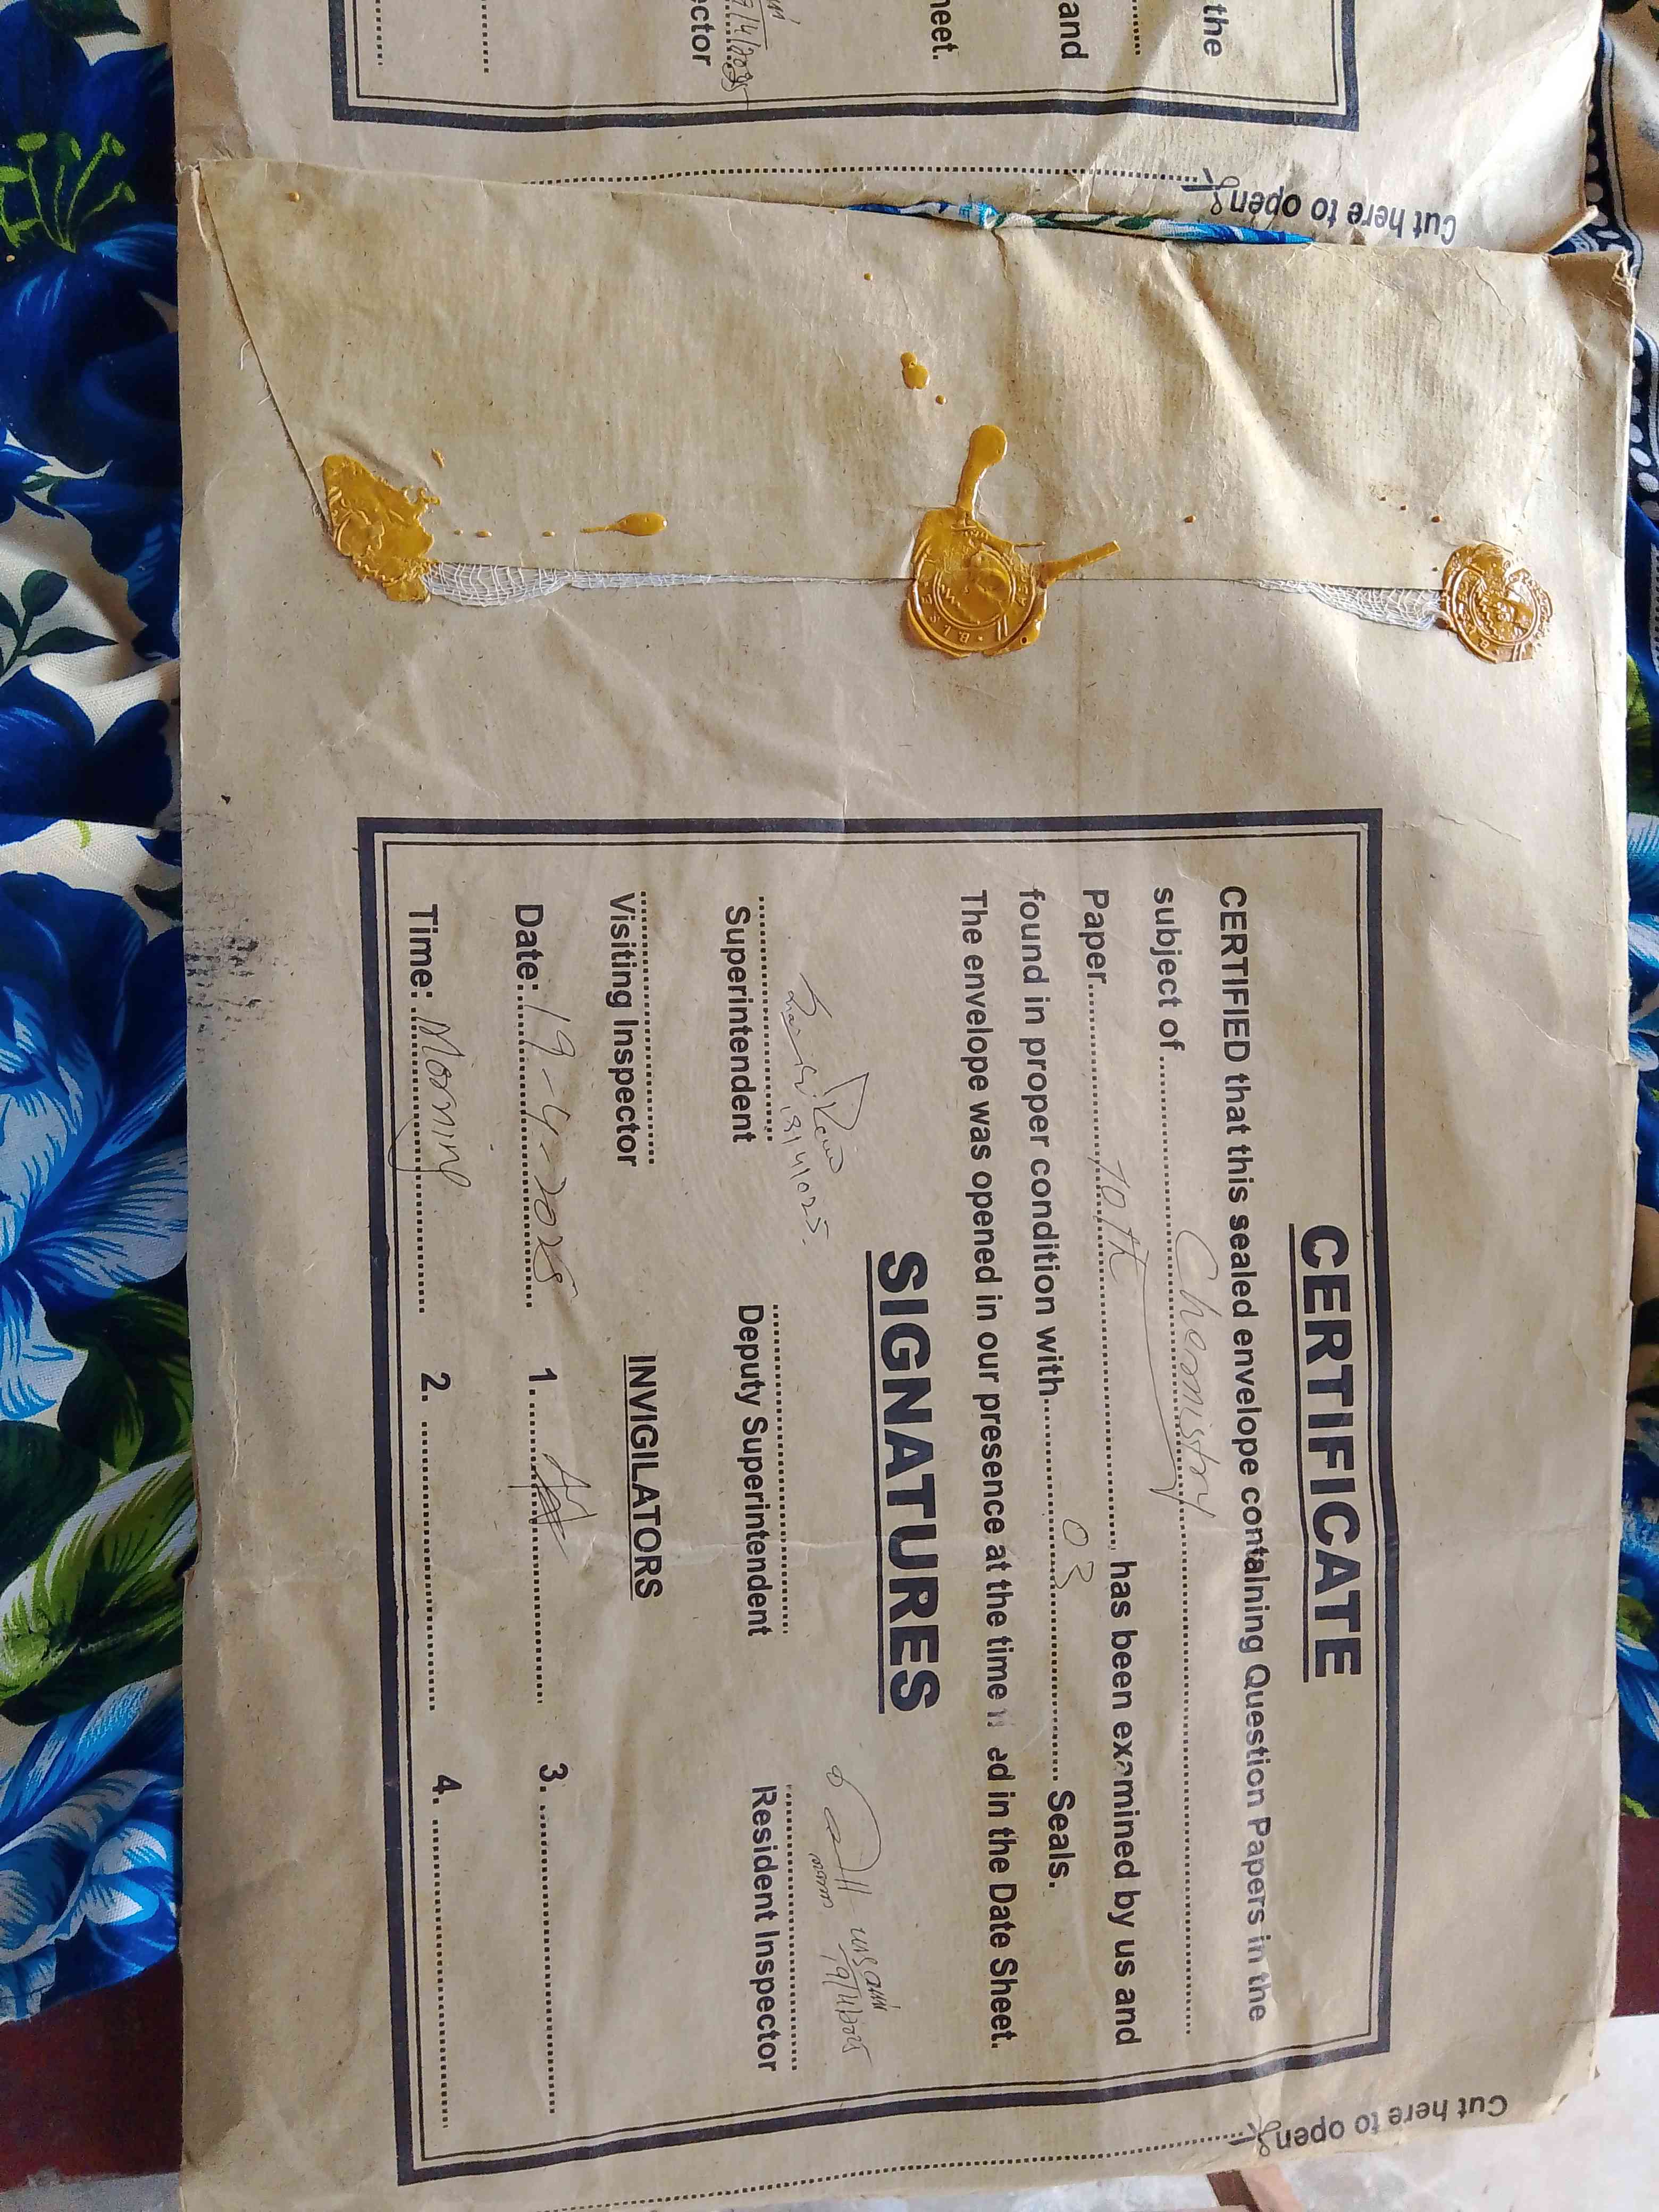 the
and
heet.
ector
Cut here to open
CERTIFICATE
CERTIFIED that this sealed envelope containing Question Papers in the
subject of Chemistry
Paper 10th has been examined by us and
found in proper condition with 03 Seals.
The envelope was opened in our presence at the time in the Date Sheet.
SIGNATURES
Superintendent Deputy Superintendent Resident Inspector
Visiting Inspector INVIGILATORS
Date: 19-4-2025 1. 3.
Time: Morning 2. 4.
Cut here to open